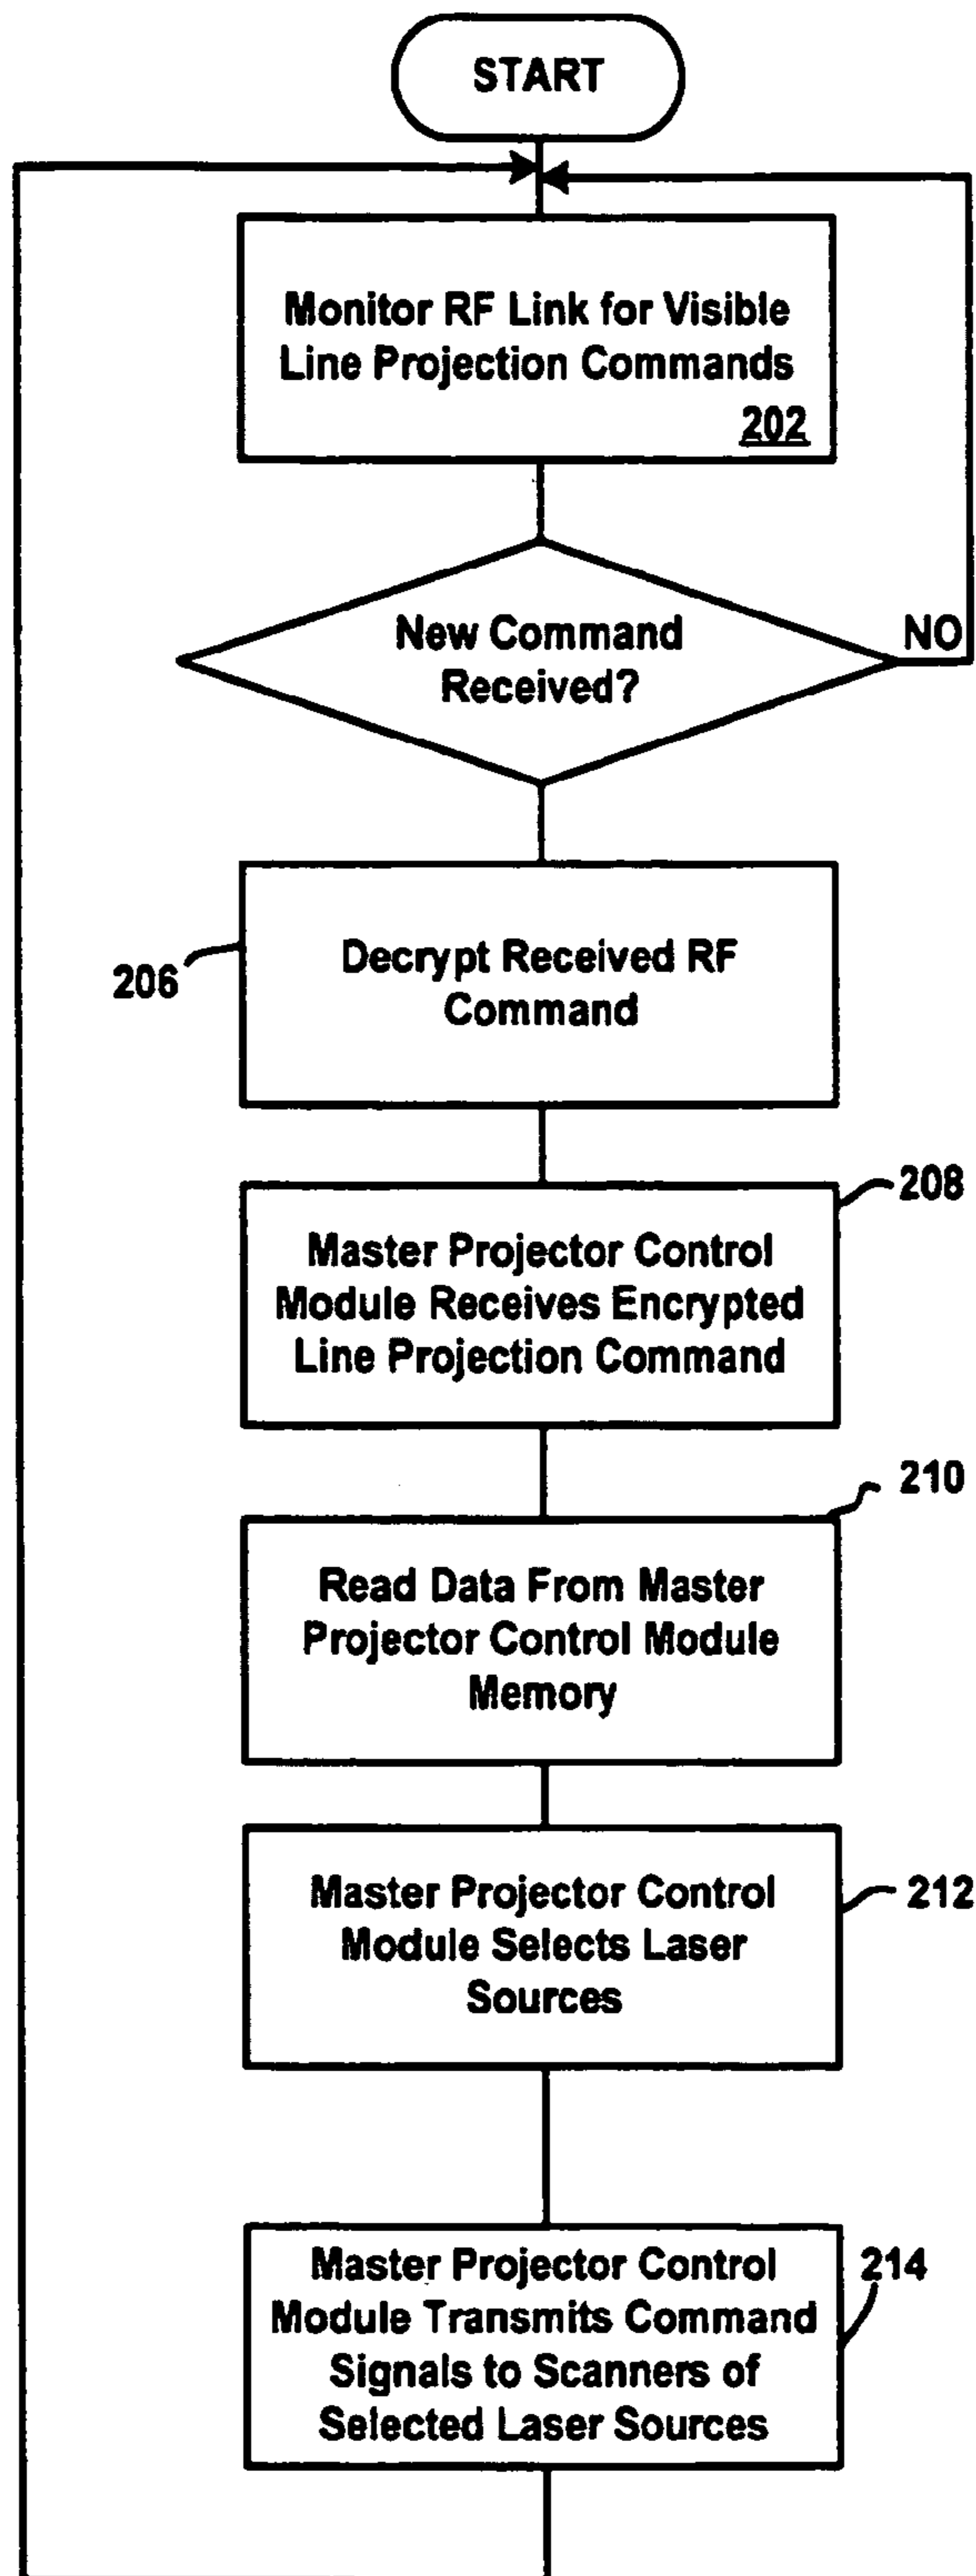 START
Monitor RF Link for Visible
Line Projection Commands
202
New Command
Received?
NO
Decrypt Received RF
Command
206
208
Master Projector Control
Module Receives Encrypted
Line Projection Command
210
Read Data From Master
Projector Control Module
Memory
Master Projector Control
Module Selects Laser
Sources
212
Master Projector Control
Module Transmits Command
Signals to Scanners of
Selected Laser Sources
214